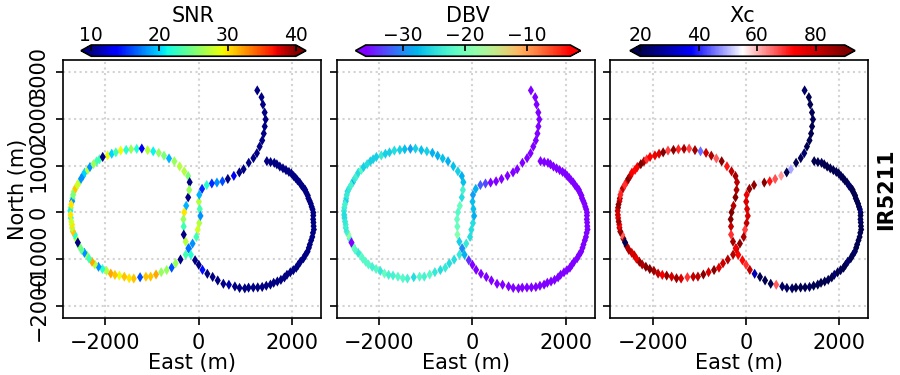 SNR DBV Xc
10 20 30 40 −30 −20 −10 20 40 60 80
North (m)
3000
2000
1000
0
−1000
−2000
IR5211
−2000 0 2000 −2000 0 2000 −2000 0 2000
East (m) East (m) East (m)